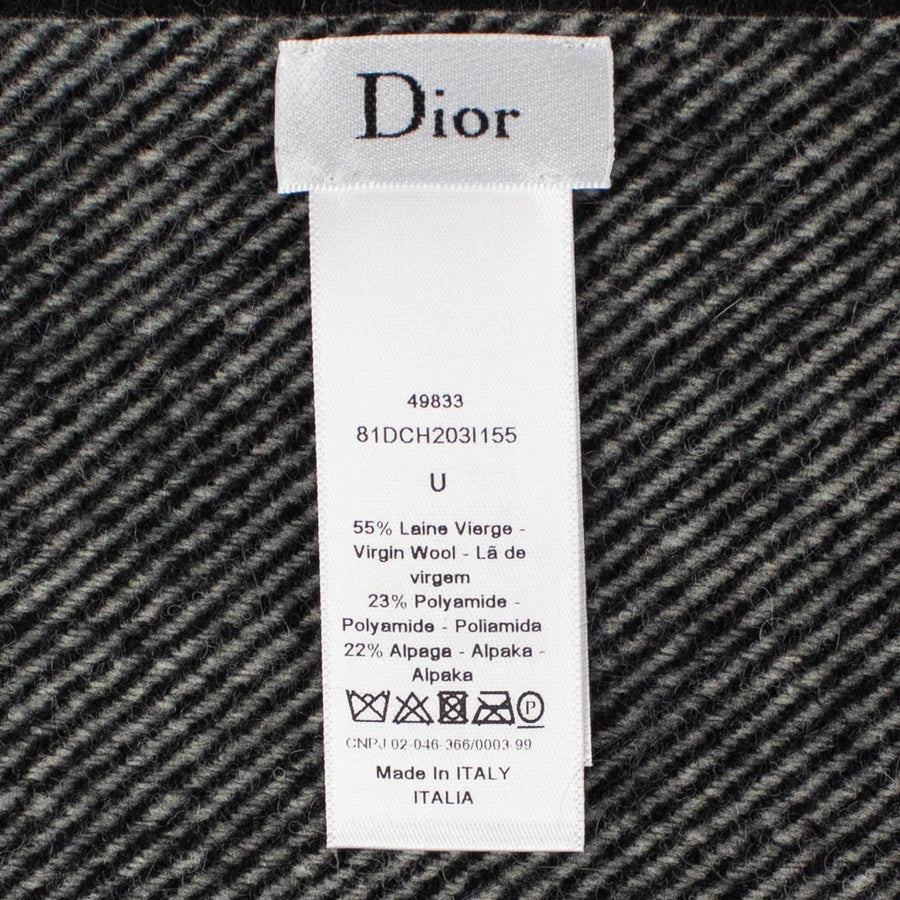 Dior
49833
81DCH203I155
U
55% Laine Vierge -
Virgin Wool - Lã de
virgem
23% Polyamide -
Polyamide - Poliamida
22% Alpaga - Alpaka -
Alpaka
P
CNPJ 02-046-366/0003-99
Made In ITALY
ITALIA